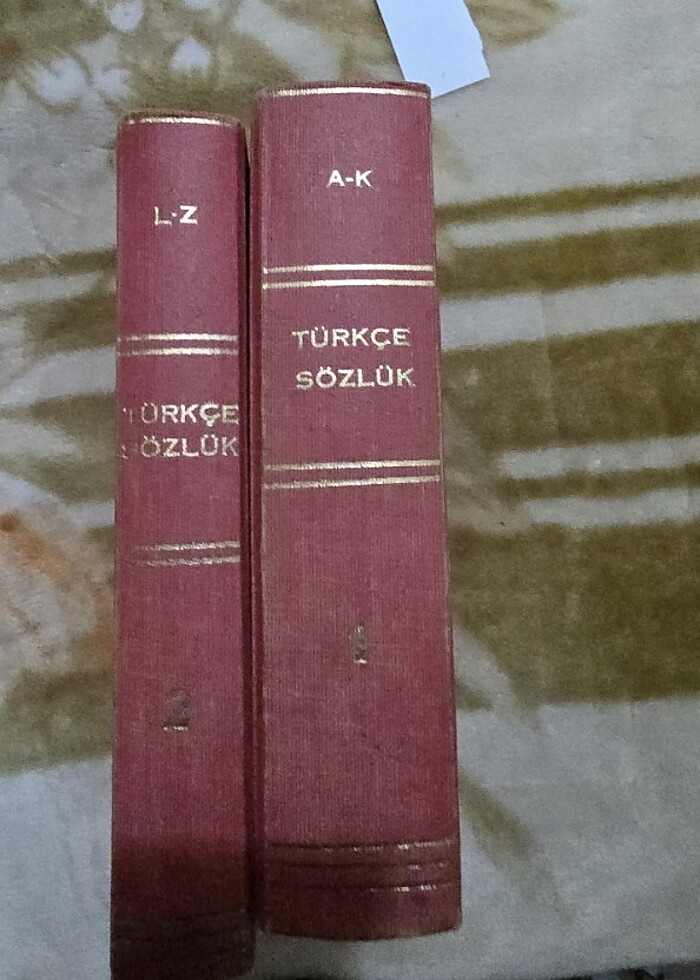 L-Z
TÜRKÇE
SÖZLÜK
2
A-K
TÜRKÇE
SÖZLÜK
1